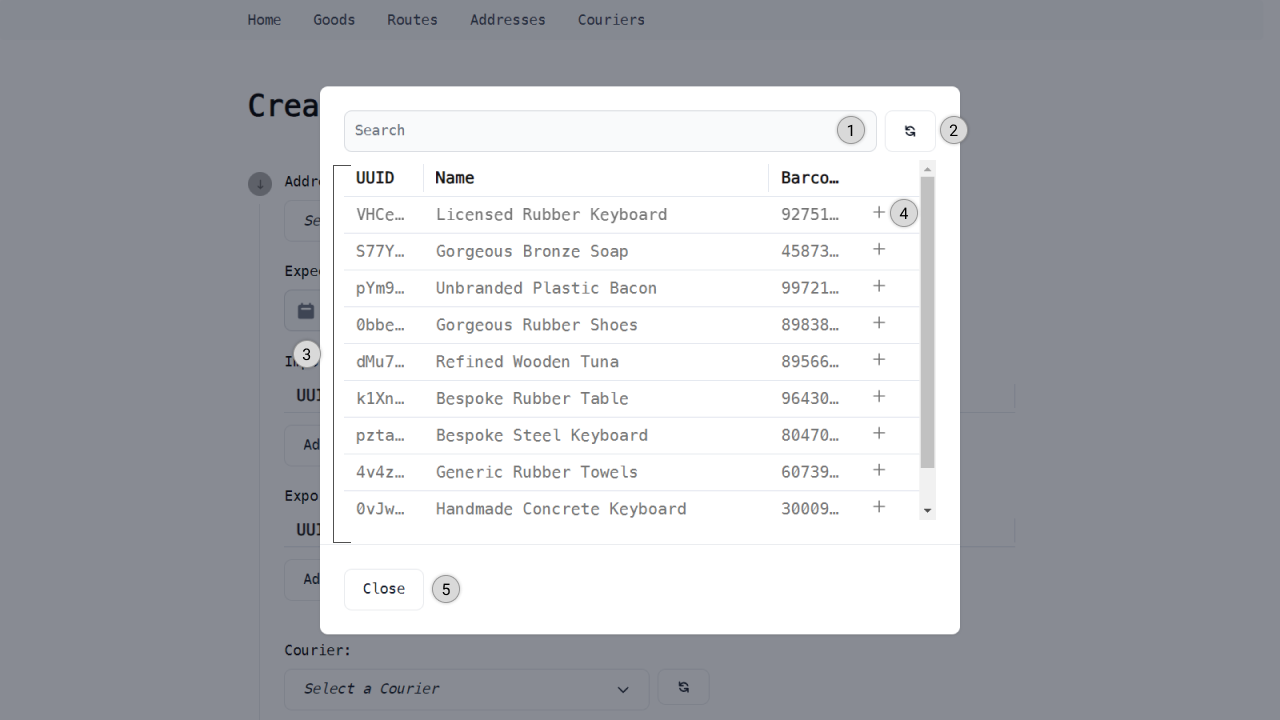 Home Goods Routes Addresses Couriers
Crea
Search 1 2
UUID Name Barco…
VHCe… Licensed Rubber Keyboard 92751… + 4
S77Y… Gorgeous Bronze Soap 45873… +
pYm9… Unbranded Plastic Bacon 99721… +
0bbe… Gorgeous Rubber Shoes 89838… +
dMu7… Refined Wooden Tuna 89566… +
k1Xn… Bespoke Rubber Table 96430… +
pzta… Bespoke Steel Keyboard 80470… +
4v4z… Generic Rubber Towels 60739… +
0vJw… Handmade Concrete Keyboard 30009… +
3
Close 5
Addre
Se
Expec
UUI
Ad
Expo
UUI
Ad
Courier:
Select a Courier